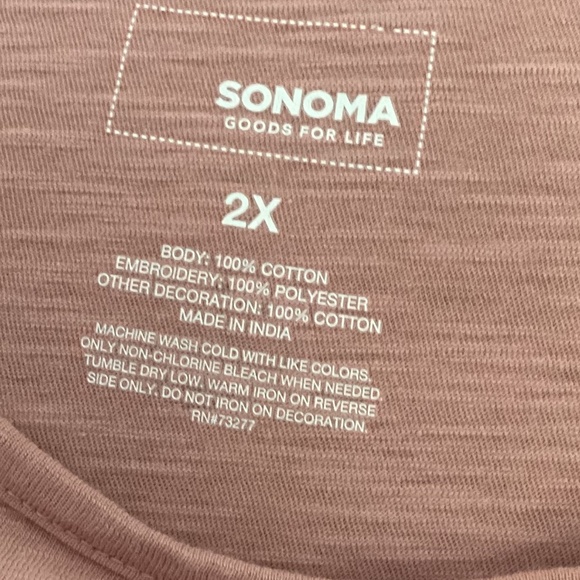 SONOMA
GOODS FOR LIFE
2X
BODY: 100% COTTON
EMBROIDERY: 100% POLYESTER
OTHER DECORATION: 100% COTTON
MADE IN INDIA
MACHINE WASH COLD WITH LIKE COLORS.
ONLY NON-CHLORINE BLEACH WHEN NEEDED.
TUMBLE DRY LOW. WARM IRON ON REVERSE
SIDE ONLY. DO NOT IRON ON DECORATION.
RN#73277